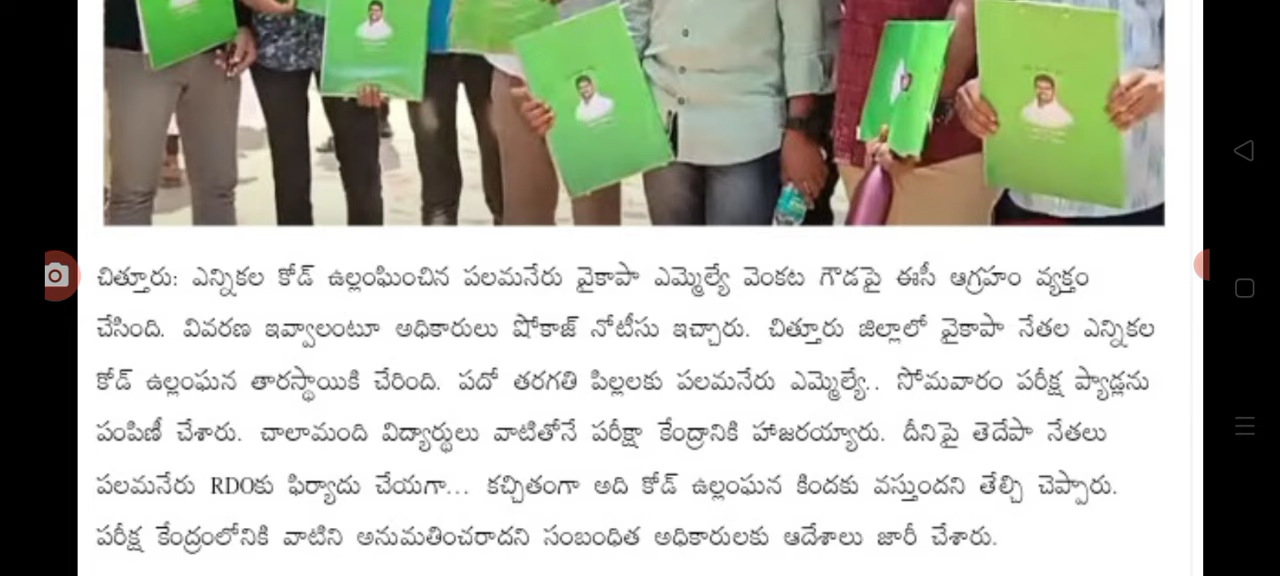 చిత్తూరు: ఎన్నికల కోడ్ ఉల్లంఘించిన పలమనేరు వైకాపా ఎమ్మెల్యే వెంకట గౌడపై ఈసీ ఆగ్రహం వ్యక్తం
చేసింది. వివరణ ఇవ్వాలంటూ అధికారులు షోకాజ్ నోటీసు ఇచ్చారు. చిత్తూరు జిల్లాలో వైకాపా నేతల ఎన్నికల
కోడ్ ఉల్లంఘన తారస్థాయికి చేరింది. పదో తరగతి పిల్లలకు పలమనేరు ఎమ్మెల్యే.. సోమవారం పరీక్ష ప్యాడ్లను
పంపిణీ చేశారు. చాలామంది విద్యార్థులు వాటితోనే పరీక్షా కేంద్రానికి హాజరయ్యారు. దీనిపై తెదేపా నేతలు
పలమనేరు RDOకు ఫిర్యాదు చేయగా... కచ్చితంగా అది కోడ్ ఉల్లంఘన కిందకు వస్తుందని తేల్చి చెప్పారు.
పరీక్ష కేంద్రంలోనికి వాటిని అనుమతించరాదని సంబంధిత అధికారులకు ఆదేశాలు జారీ చేశారు.